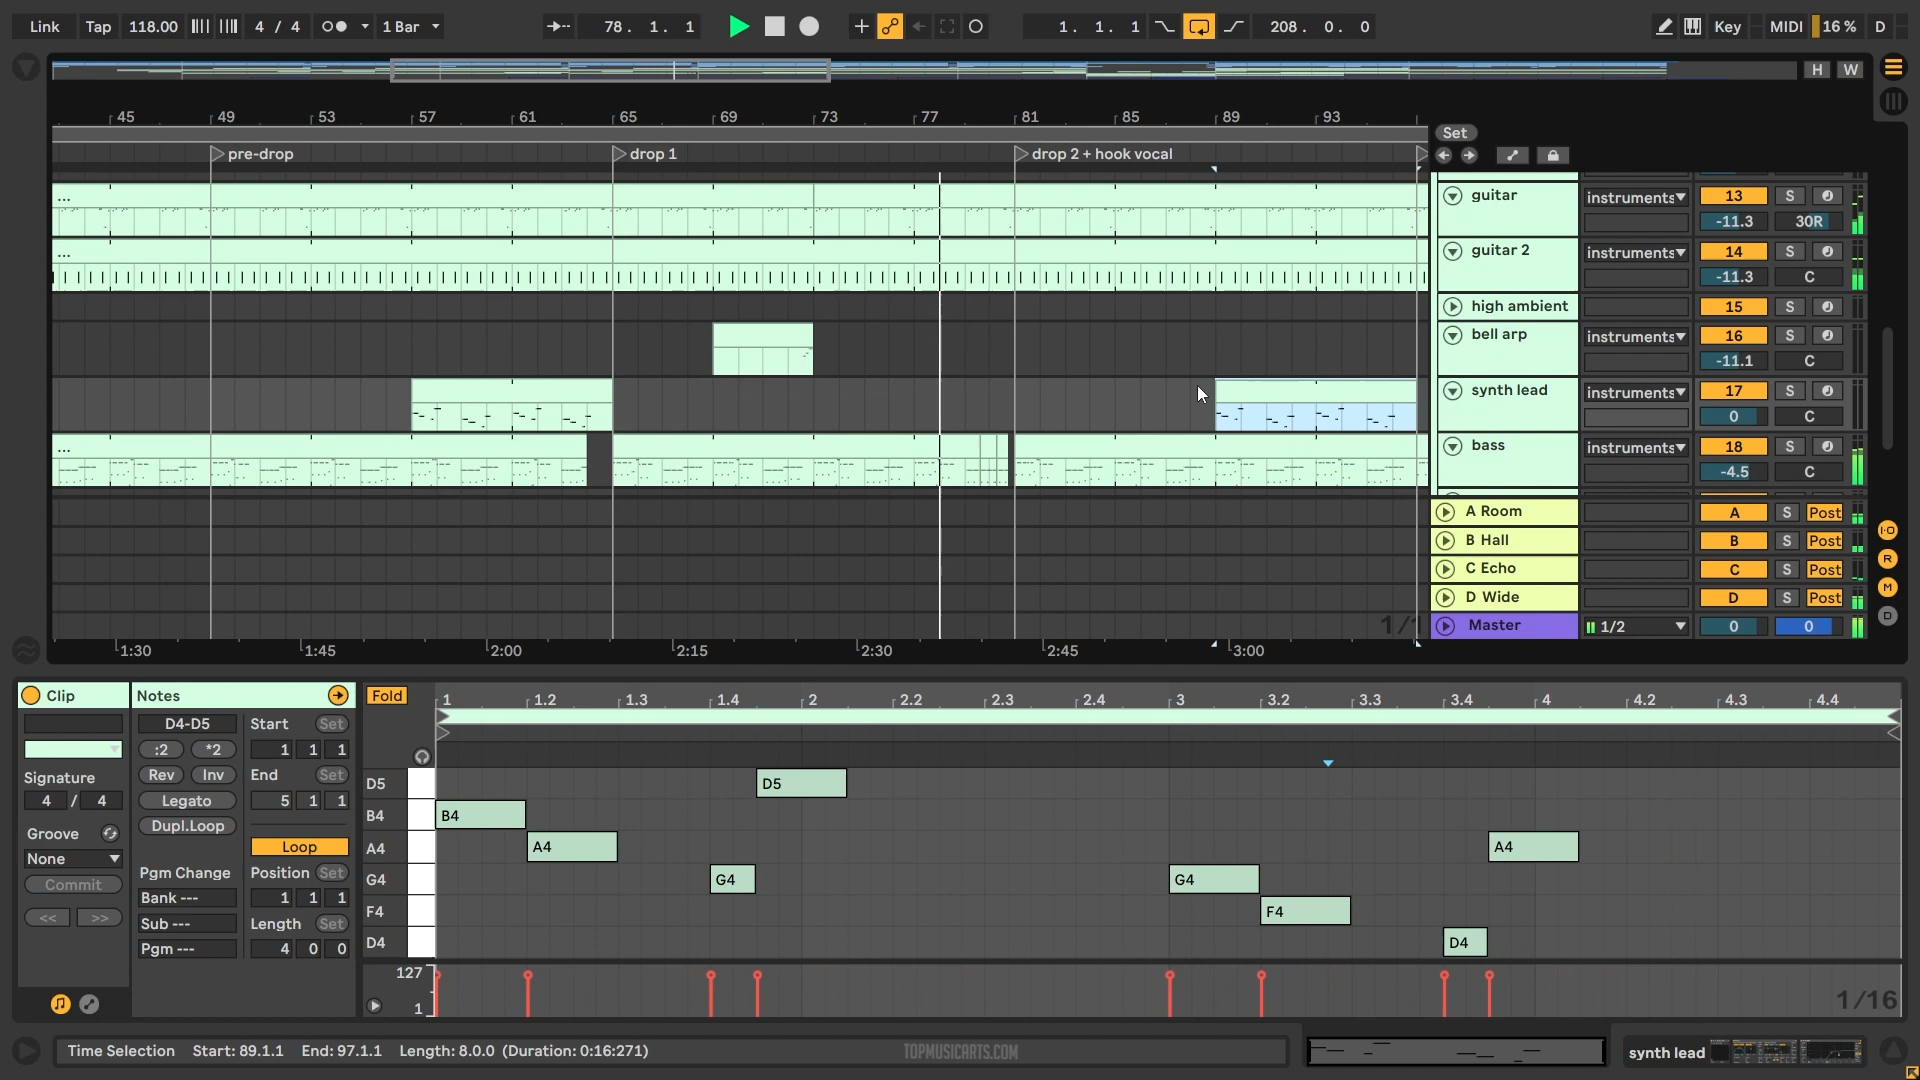 Link Tap 118.00 4 / 4 1 Bar 78. 1. 1 1. 1. 1 208. 0. 0 Key MIDI 16 % D
H W
45 49 53 57 61 65 69 73 77 81 85 89 93 Set
pre-drop drop 1 drop 2 + hook vocal
... guitar instruments 13 S
-11.3 30R
... guitar 2 instruments 14 S
-11.3 C
high ambient 15 S
bell arp instruments 16 S
-11.1 C
synth lead instruments 17 S
0 C
... bass instruments 18 S
-4.5 C
A Room A S Post
B Hall B S Post
C Echo C S Post
D Wide D S Post
1/1 Master 1/2 0 0
1:30 1:45 2:00 2:15 2:30 2:45 3:00
I·O
R
M
D
Clip Notes Fold 1 1.2 1.3 1.4 2 2.2 2.3 2.4 3 3.2 3.3 3.4 4 4.2 4.3 4.4
D4-D5 Start Set
:2 *2 1 1 1
Signature Rev Inv End Set
4 / 4 Legato 5 1 1
Groove Dupl.Loop Loop
None
Commit Pgm Change Position Set
Bank --- 1 1 1
<< >> Sub --- Length Set
Pgm --- 4 0 0
D5 D5
B4 B4
A4 A4 A4
G4 G4 G4
F4 F4
D4 D4
127
1 1/16
Time Selection Start: 89.1.1 End: 97.1.1 Length: 8.0.0 (Duration: 0:16:271) TOPMUSICARTS.COM synth lead